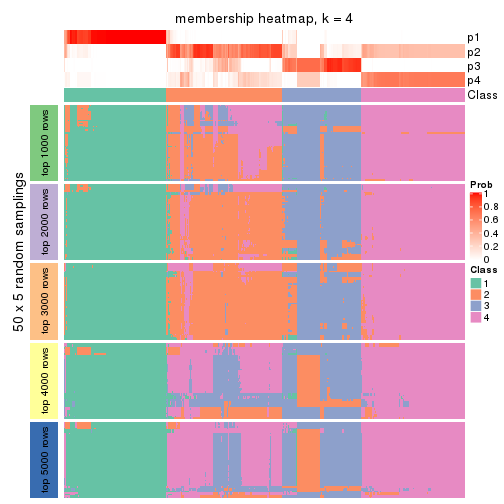 membership heatmap, k = 4
p1
p2
p3
p4
Class
50 x 5 random samplings
top 1000 rows
top 2000 rows
top 3000 rows
top 4000 rows
top 5000 rows
Prob
1
0.8
0.6
0.4
0.2
0
Class
1
2
3
4